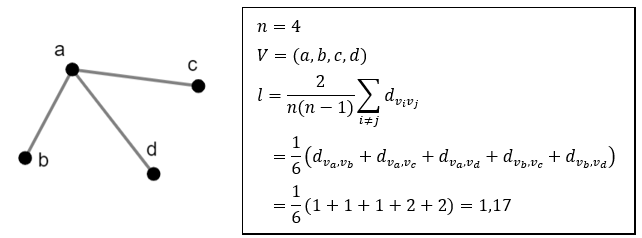 a
c
b
d
n = 4
V = (a, b, c, d)
l = 2/(n(n − 1)) ∑_{i≠j} d_{v_i v_j}
= 1/6 (d_{v_a,v_b} + d_{v_a,v_c} + d_{v_a,v_d} + d_{v_b,v_c} + d_{v_b,v_d})
= 1/6 (1 + 1 + 1 + 2 + 2) = 1,17